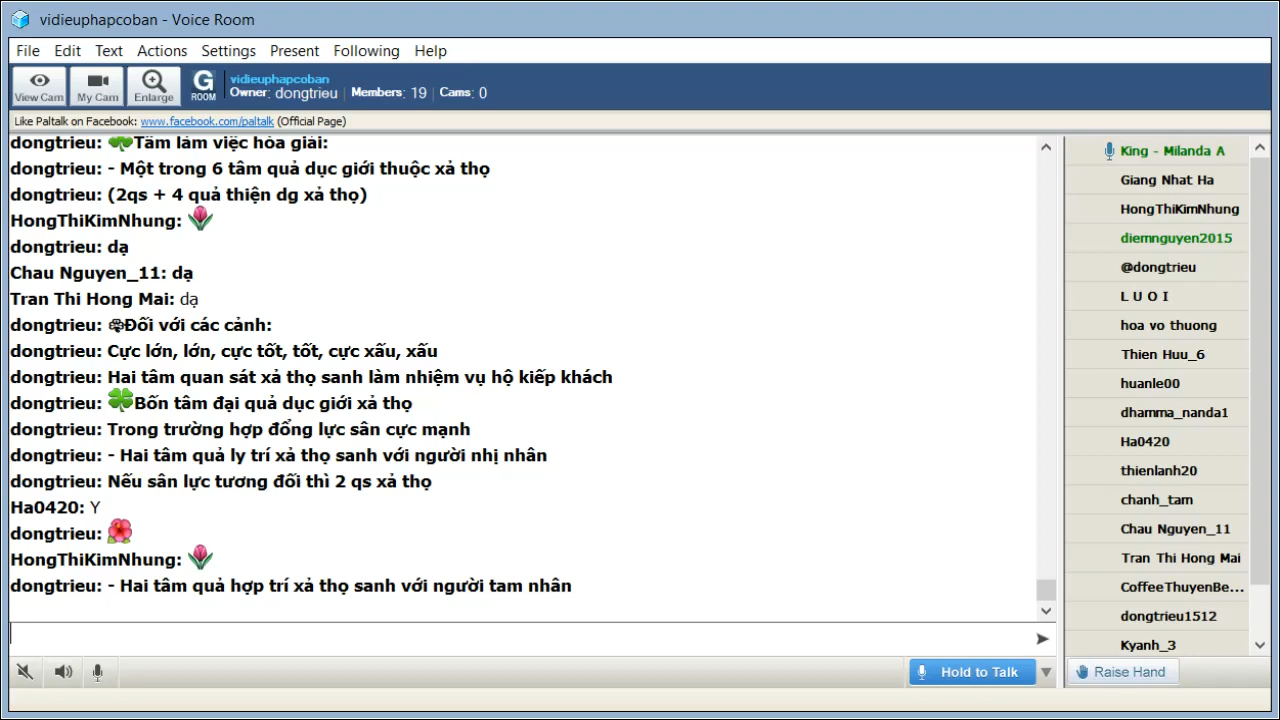 vidieuphapcoban - Voice Room
File Edit Text Actions Settings Present Following Help
View Cam My Cam Enlarge G ROOM
vidieuphapcoban
Owner: dongtrieu | Members: 19 | Cams: 0
Like Paltalk on Facebook: www.facebook.com/paltalk (Official Page)
dongtrieu: Tâm làm việc hòa giải:
dongtrieu: - Một trong 6 tâm quả dục giới thuộc xả thọ
dongtrieu: (2qs + 4 quả thiện dg xả thọ)
HongThiKimNhung:
dongtrieu: dạ
Chau Nguyen_11: dạ
Tran Thi Hong Mai: dạ
dongtrieu: Đối với các cảnh:
dongtrieu: Cực lớn, lớn, cực tốt, tốt, cực xấu, xấu
dongtrieu: Hai tâm quan sát xả thọ sanh làm nhiệm vụ hộ kiếp khách
dongtrieu: Bốn tâm đại quả dục giới xả thọ
dongtrieu: Trong trường hợp đổng lực sân cực mạnh
dongtrieu: - Hai tâm quả ly trí xả thọ sanh với người nhị nhân
dongtrieu: Nếu sân lực tương đối thì 2 qs xả thọ
Ha0420: Y
dongtrieu:
HongThiKimNhung:
dongtrieu: - Hai tâm quả hợp trí xả thọ sanh với người tam nhân
King - Milanda A
Giang Nhat Ha
HongThiKimNhung
diemnguyen2015
@dongtrieu
L U O I
hoa vo thuong
Thien Huu_6
huanle00
dhamma_nanda1
Ha0420
thienlanh20
chanh_tam
Chau Nguyen_11
Tran Thi Hong Mai
CoffeeThuyenBe...
dongtrieu1512
Kyanh_3
Hold to Talk
Raise Hand